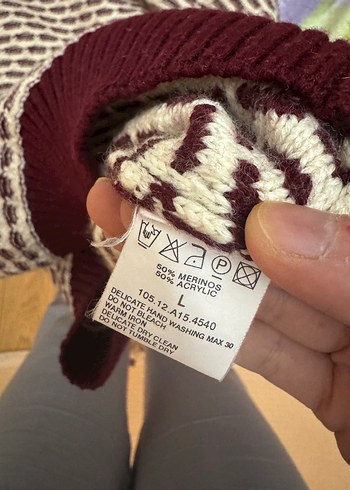 P
50% MERINOS
50% ACRYLIC
L
105.12.A15.4540
DELICATE HAND WASHING MAX 30
DO NOT BLEACH
WARM IRON
DELICATE DRY CLEAN
DO NOT TUMBLE DRY